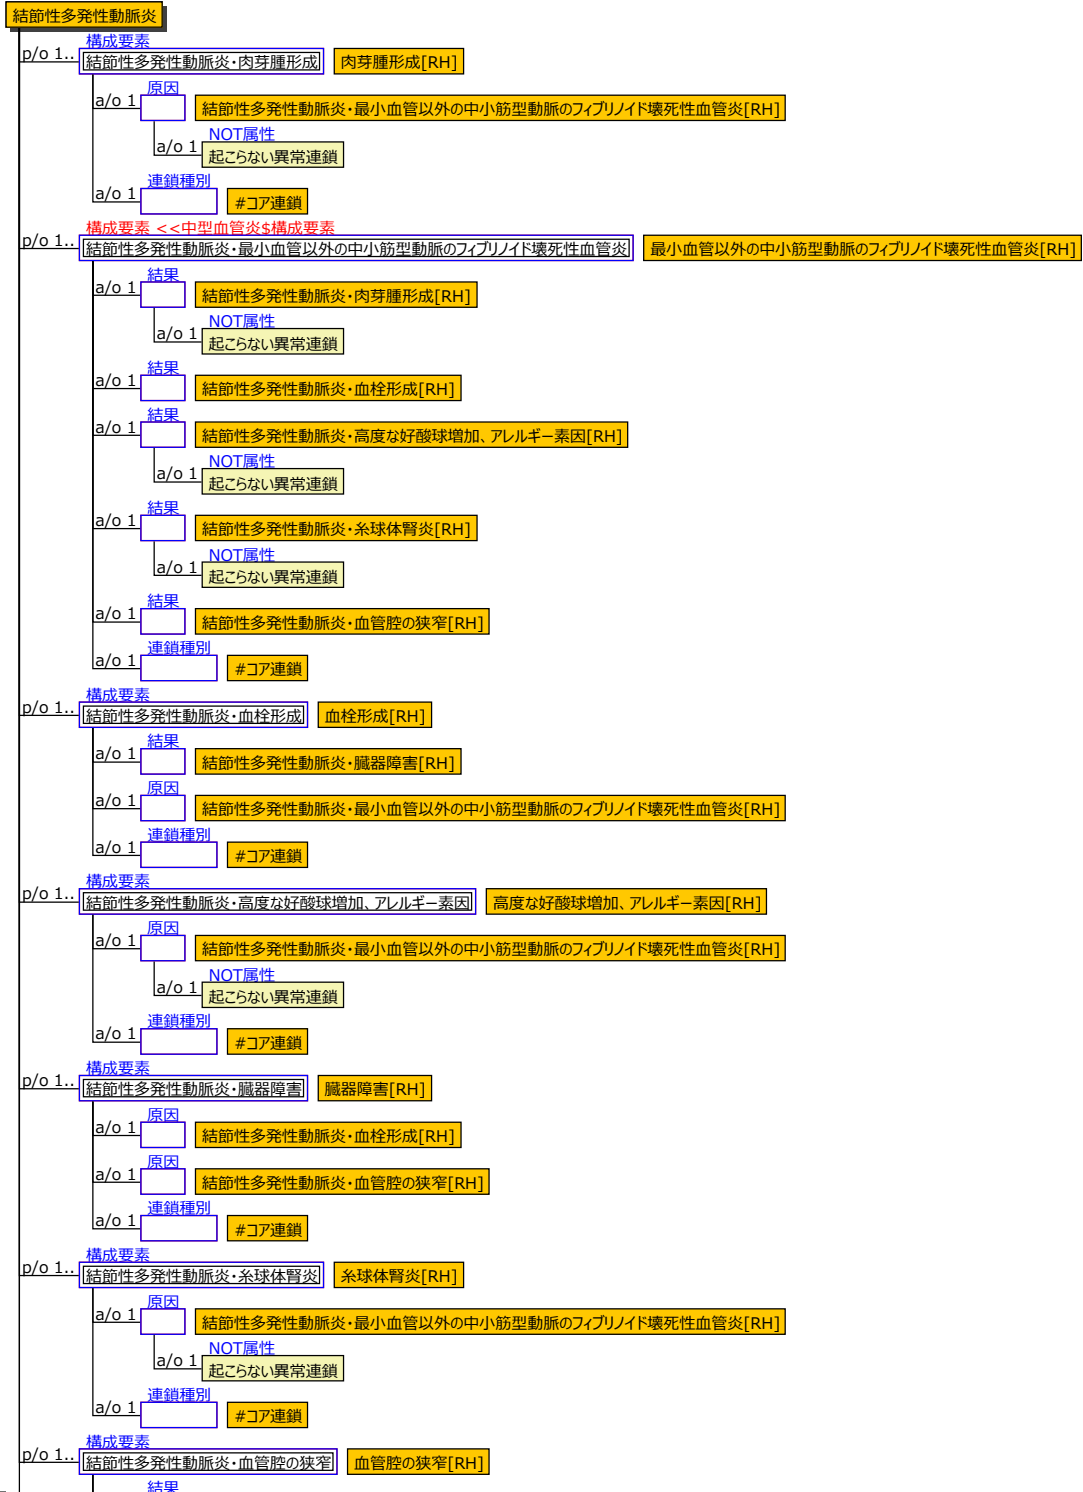 結節性多発性動脈炎
構成要素
p/o 1.. 結節性多発性動脈炎・肉芽腫形成 肉芽腫形成[RH]
原因
a/o 1 結節性多発性動脈炎・最小血管以外の中小筋型動脈のフィブリノイド壊死性血管炎[RH]
NOT属性
a/o 1 起こらない異常連鎖
連鎖種別
a/o 1 #コア連鎖
構成要素 <<中型血管炎$構成要素
p/o 1.. 結節性多発性動脈炎・最小血管以外の中小筋型動脈のフィブリノイド壊死性血管炎 最小血管以外の中小筋型動脈のフィブリノイド壊死性血管炎[RH]
結果
a/o 1 結節性多発性動脈炎・肉芽腫形成[RH]
NOT属性
a/o 1 起こらない異常連鎖
結果
a/o 1 結節性多発性動脈炎・血栓形成[RH]
結果
a/o 1 結節性多発性動脈炎・高度な好酸球増加、アレルギー素因[RH]
NOT属性
a/o 1 起こらない異常連鎖
結果
a/o 1 結節性多発性動脈炎・糸球体腎炎[RH]
NOT属性
a/o 1 起こらない異常連鎖
結果
a/o 1 結節性多発性動脈炎・血管腔の狭窄[RH]
連鎖種別
a/o 1 #コア連鎖
構成要素
p/o 1.. 結節性多発性動脈炎・血栓形成 血栓形成[RH]
結果
a/o 1 結節性多発性動脈炎・臓器障害[RH]
原因
a/o 1 結節性多発性動脈炎・最小血管以外の中小筋型動脈のフィブリノイド壊死性血管炎[RH]
連鎖種別
a/o 1 #コア連鎖
構成要素
p/o 1.. 結節性多発性動脈炎・高度な好酸球増加、アレルギー素因 高度な好酸球増加、アレルギー素因[RH]
原因
a/o 1 結節性多発性動脈炎・最小血管以外の中小筋型動脈のフィブリノイド壊死性血管炎[RH]
NOT属性
a/o 1 起こらない異常連鎖
連鎖種別
a/o 1 #コア連鎖
構成要素
p/o 1.. 結節性多発性動脈炎・臓器障害 臓器障害[RH]
原因
a/o 1 結節性多発性動脈炎・血栓形成[RH]
原因
a/o 1 結節性多発性動脈炎・血管腔の狭窄[RH]
連鎖種別
a/o 1 #コア連鎖
構成要素
p/o 1.. 結節性多発性動脈炎・糸球体腎炎 糸球体腎炎[RH]
原因
a/o 1 結節性多発性動脈炎・最小血管以外の中小筋型動脈のフィブリノイド壊死性血管炎[RH]
NOT属性
a/o 1 起こらない異常連鎖
連鎖種別
a/o 1 #コア連鎖
構成要素
p/o 1.. 結節性多発性動脈炎・血管腔の狭窄 血管腔の狭窄[RH]
結果